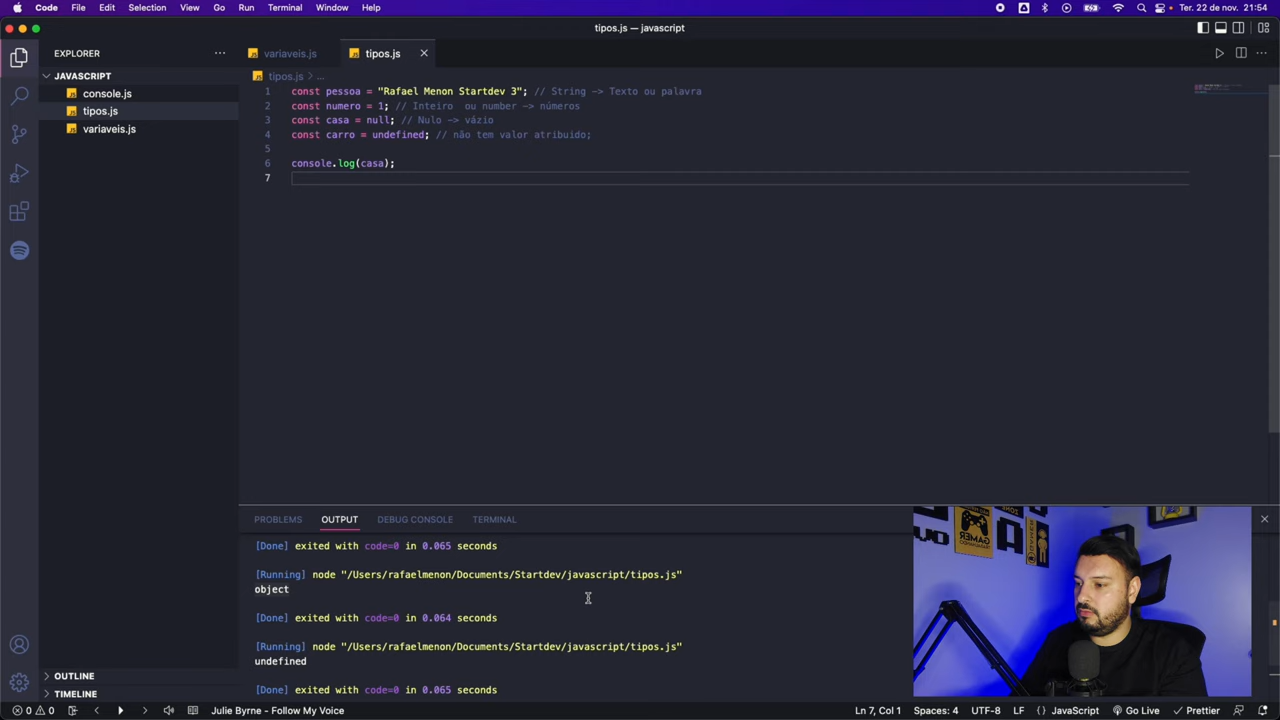 Code File Edit Selection View Go Run Terminal Window Help
Ter. 22 de nov. 21:54
tipos.js — javascript
EXPLORER
variaveis.js
tipos.js
JAVASCRIPT
console.js
tipos.js
variaveis.js
tipos.js > ...
1 const pessoa = "Rafael Menon Startdev 3"; // String -> Texto ou palavra
2 const numero = 1; // Inteiro  ou number -> números
3 const casa = null; // Nulo -> vázio
4 const carro = undefined; // não tem valor atribuido;
5
6 console.log(casa);
7
PROBLEMS OUTPUT DEBUG CONSOLE TERMINAL
[Done] exited with code=0 in 0.065 seconds
[Running] node "/Users/rafaelmenon/Documents/Startdev/javascript/tipos.js"
object
[Done] exited with code=0 in 0.064 seconds
[Running] node "/Users/rafaelmenon/Documents/Startdev/javascript/tipos.js"
undefined
[Done] exited with code=0 in 0.065 seconds
OUTLINE
TIMELINE
0 0 Julie Byrne - Follow My Voice
Ln 7, Col 1 Spaces: 4 UTF-8 LF {} JavaScript Go Live Prettier
GAMER